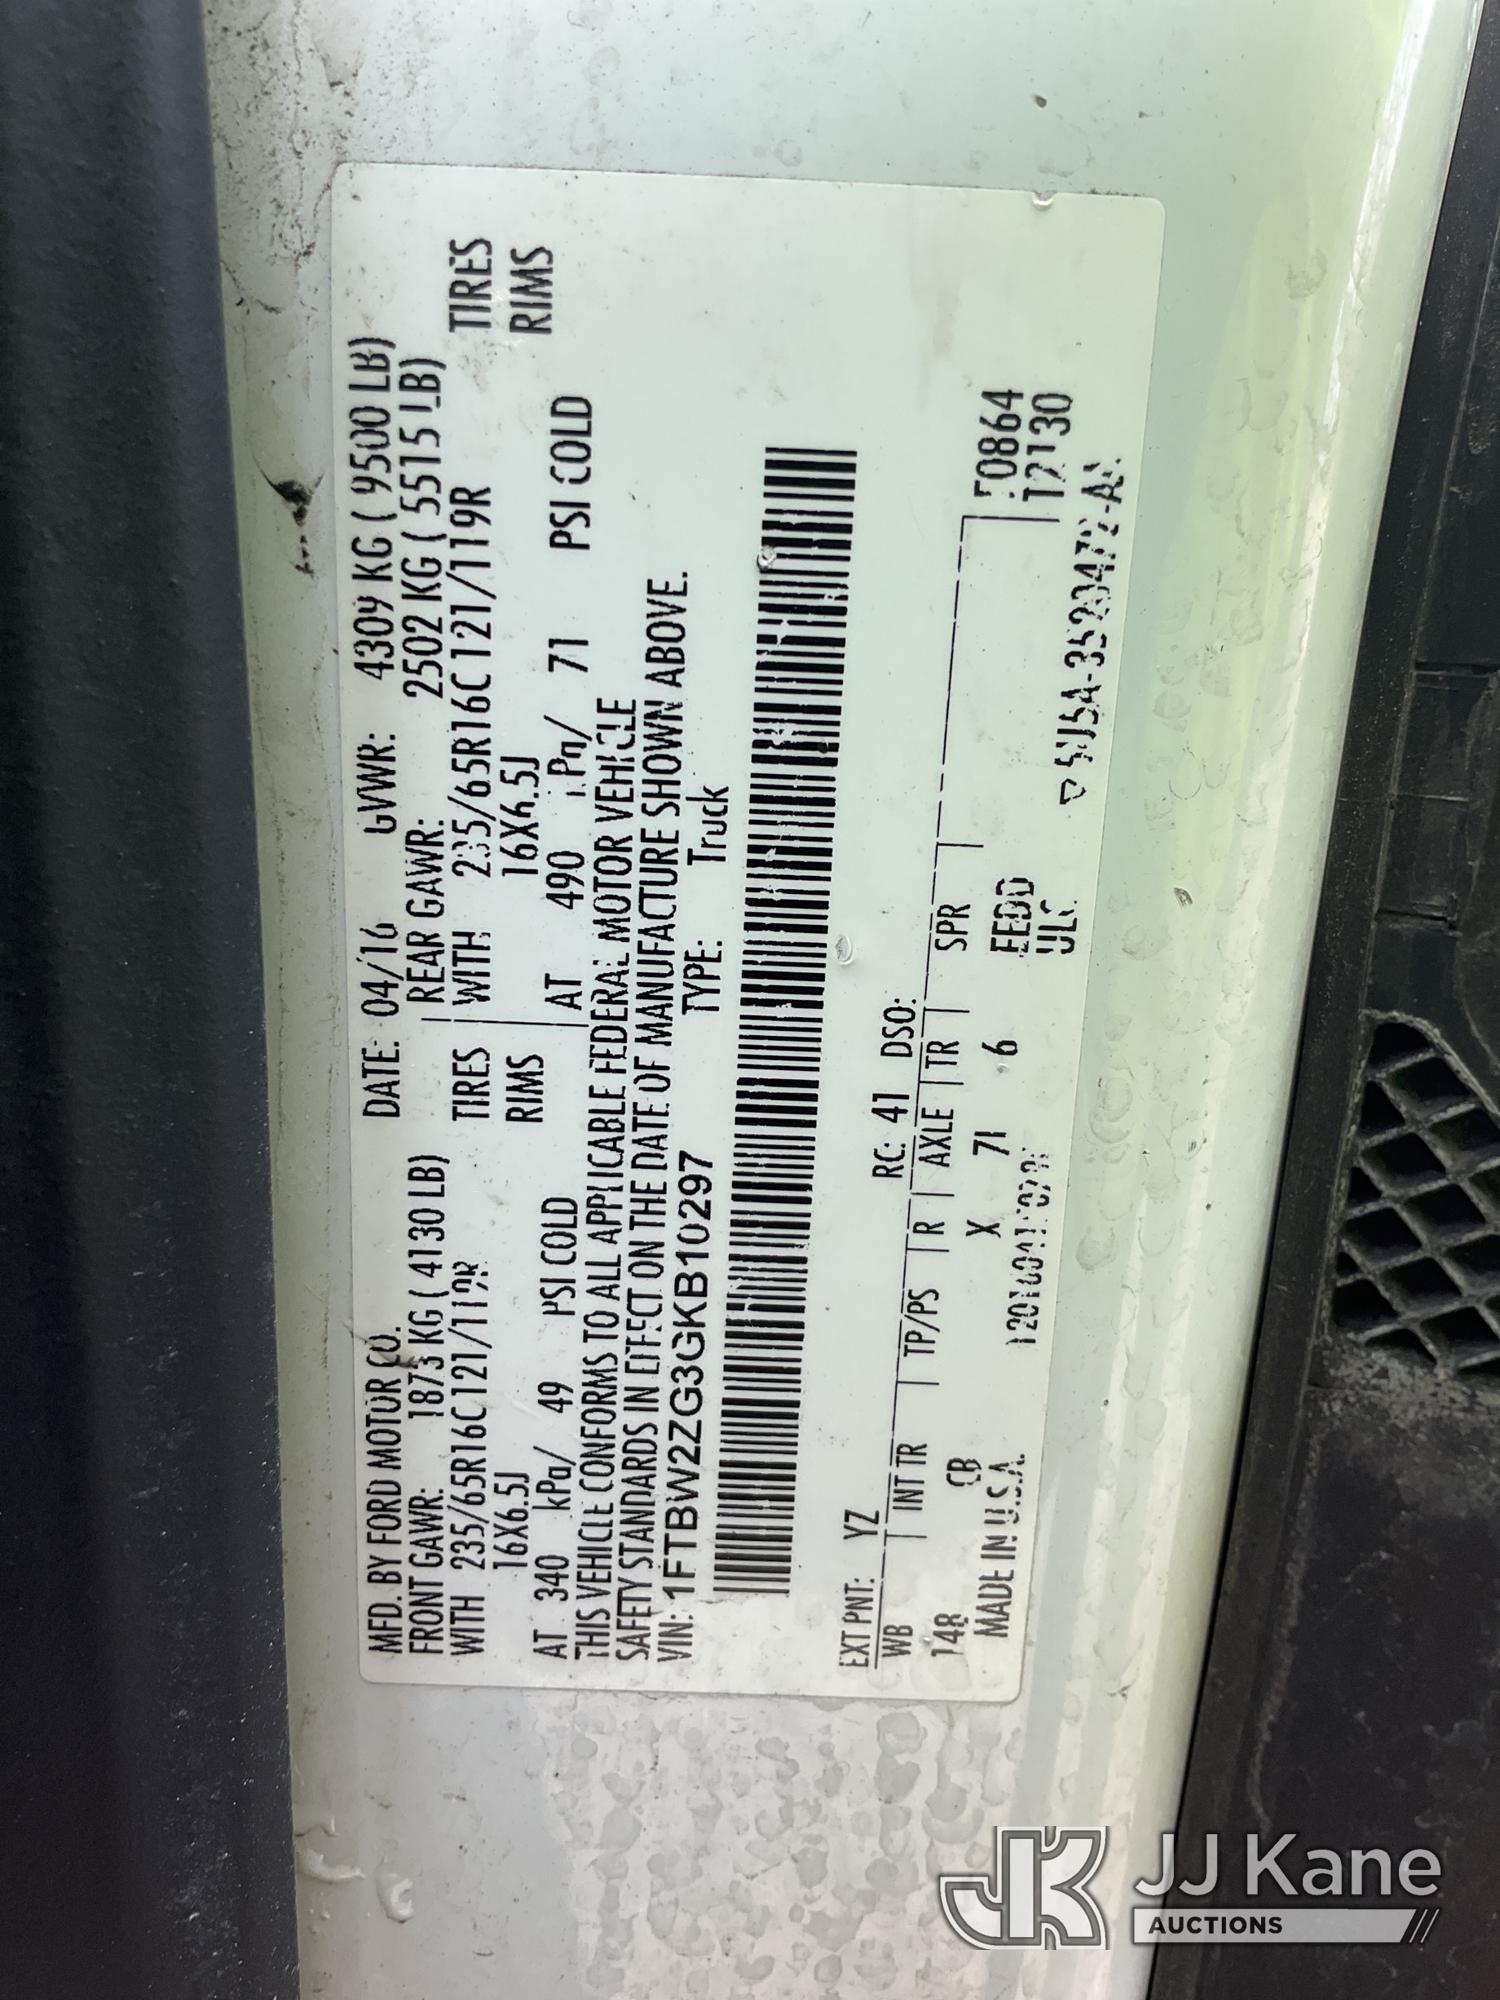 MFD. BY FORD MOTOR CO. DATE: 04/16 GVWR: 4309 KG ( 9500 LB)
FRONT GAWR: 1873 KG ( 4130 LB) REAR GAWR: 2502 KG ( 5515 LB)
WITH 235/65R16C 121/119R TIRES WITH 235/65R16C 121/119R TIRES
16X6.5J RIMS 16X6.5J RIMS
AT 340 kPa/ 49 PSI COLD AT 490 kPa/ 71 PSI COLD
THIS VEHICLE CONFORMS TO ALL APPLICABLE FEDERAL MOTOR VEHICLE
SAFETY STANDARDS IN EFFECT ON THE DATE OF MANUFACTURE SHOWN ABOVE.
VIN: 1FTBW2ZG3GKB10297 TYPE: Truck
EXT PNT: YZ RC: 41 DSO:
WB INT TR TP/PS R AXLE TR SPR
148 CB X 71 6 EEDD
MADE IN U.S.A. 12130
JJ Kane
AUCTIONS